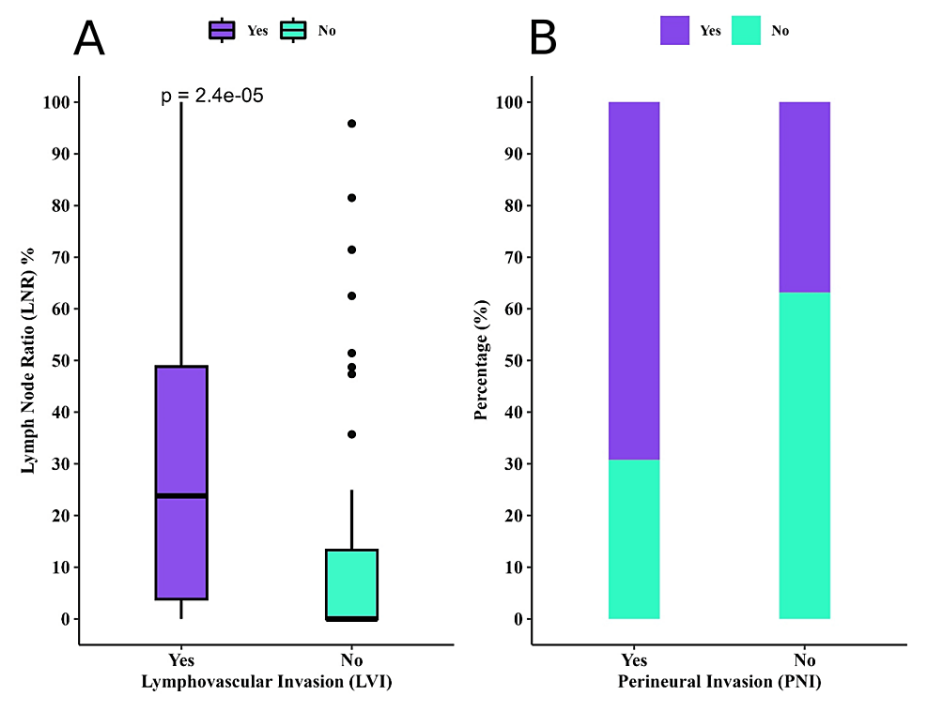 A
Yes
No
p = 2.4e-05
100
90
80
70
60
50
40
30
20
10
0
Lymph Node Ratio (LNR) %
Yes
No
Lymphovascular Invasion (LVI)
B
Yes
No
100
90
80
70
60
50
40
30
20
10
0
Percentage (%)
Yes
No
Perineural Invasion (PNI)